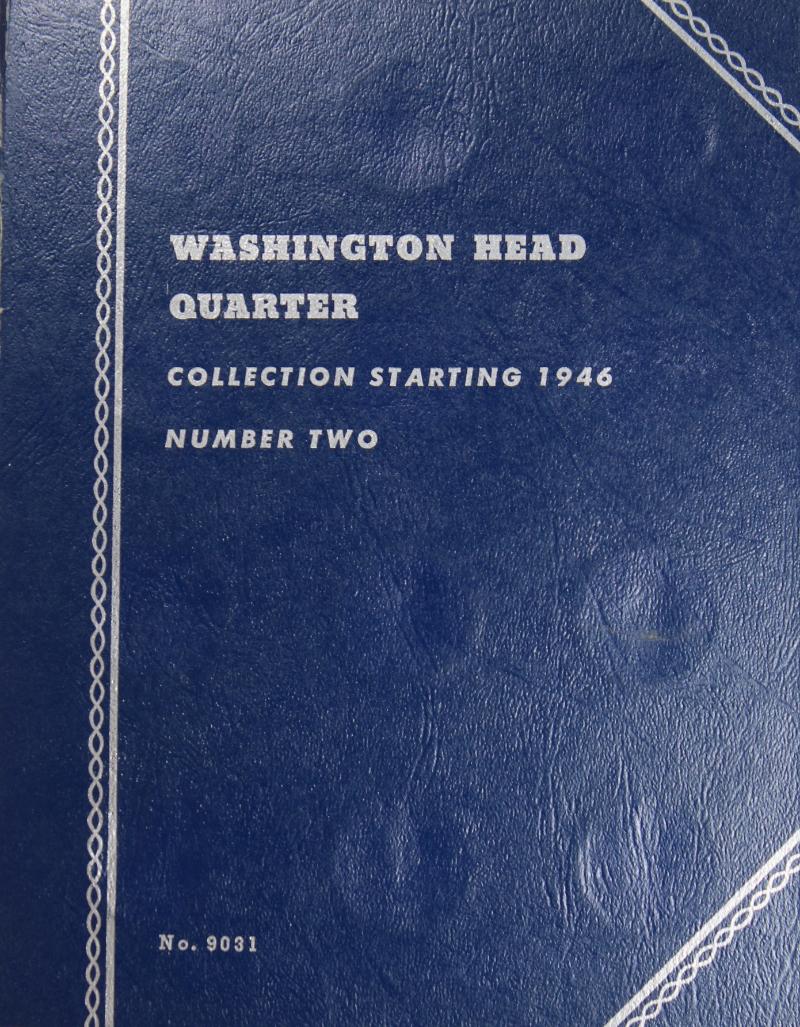 WASHINGTON HEAD
QUARTER
COLLECTION STARTING 1946
NUMBER TWO
No. 9031